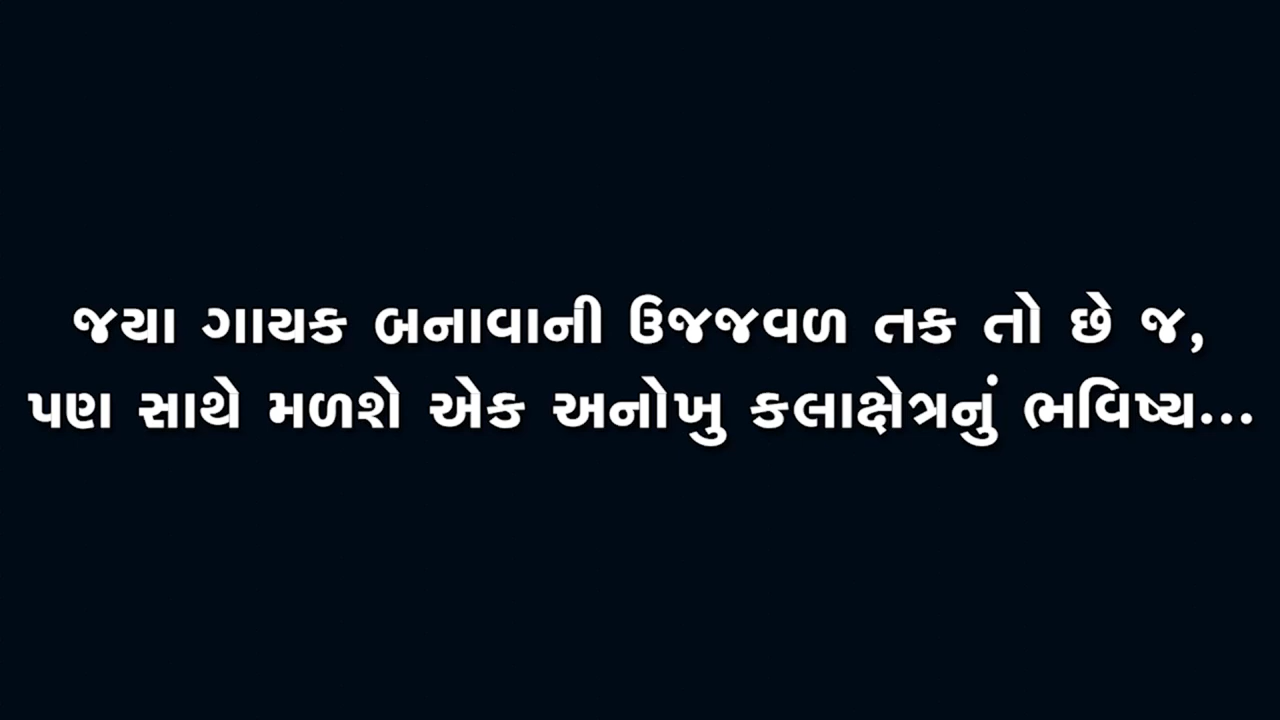 જયા ગાયક બનાવાની ઉજજવળ તક તો છે જ,
પણ સાથે મળશે એક અનોખુ કલાક્ષેત્રનું ભવિષ્ય...